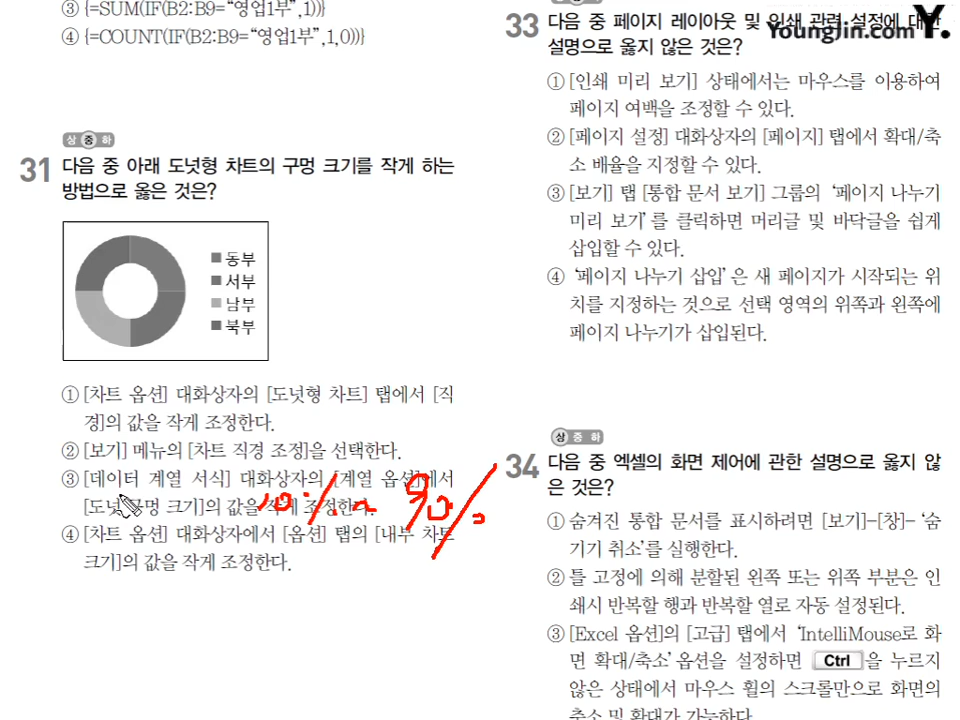 ③ {=SUM(IF(B2:B9="영업1부",1))}
④ {=COUNT(IF(B2:B9="영업1부",1,0))}
상 중 하
31 다음 중 아래 도넛형 차트의 구멍 크기를 작게 하는
방법으로 옳은 것은?
동부
서부
남부
북부
① [차트 옵션] 대화상자의 [도넛형 차트] 탭에서 [직
경]의 값을 작게 조정한다.
② [보기] 메뉴의 [차트 직경 조정]을 선택한다.
③ [데이터 계열 서식] 대화상자의 [계열 옵션]에서
[도넛 구멍 크기]의 값을 작게 조정한다.
10% ~ 90%
④ [차트 옵션] 대화상자에서 [옵션] 탭의 [내부 차트
크기]의 값을 작게 조정한다.
33 다음 중 페이지 레이아웃 및 인쇄 관련 설정에 대한
설명으로 옳지 않은 것은?
Youngjin.com Y.
① [인쇄 미리 보기] 상태에서는 마우스를 이용하여
페이지 여백을 조정할 수 있다.
② [페이지 설정] 대화상자의 [페이지] 탭에서 확대/축
소 배율을 지정할 수 있다.
③ [보기] 탭 [통합 문서 보기] 그룹의 '페이지 나누기
미리 보기'를 클릭하면 머리글 및 바닥글을 쉽게
삽입할 수 있다.
④ '페이지 나누기 삽입'은 새 페이지가 시작되는 위
치를 지정하는 것으로 선택 영역의 위쪽과 왼쪽에
페이지 나누기가 삽입된다.
상 중 하
34 다음 중 엑셀의 화면 제어에 관한 설명으로 옳지 않
은 것은?
① 숨겨진 통합 문서를 표시하려면 [보기]-[창]-'숨
기기 취소'를 실행한다.
② 틀 고정에 의해 분할된 왼쪽 또는 위쪽 부분은 인
쇄시 반복할 행과 반복할 열로 자동 설정된다.
③ [Excel 옵션]의 [고급] 탭에서 'IntelliMouse로 화
면 확대/축소'옵션을 설정하면 Ctrl 을 누르지
않은 상태에서 마우스 휠의 스크롤만으로 화면의
축소 및 확대가 가능하다.